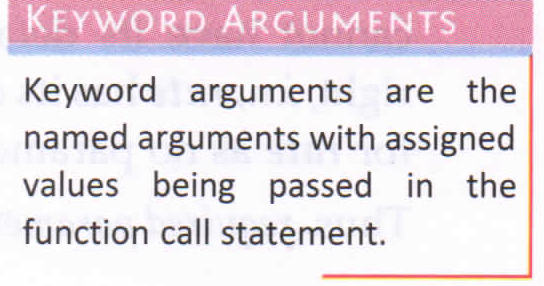 KEYWORD ARGUMENTS
Keyword arguments are the
named arguments with assigned
values being passed in the
function call statement.